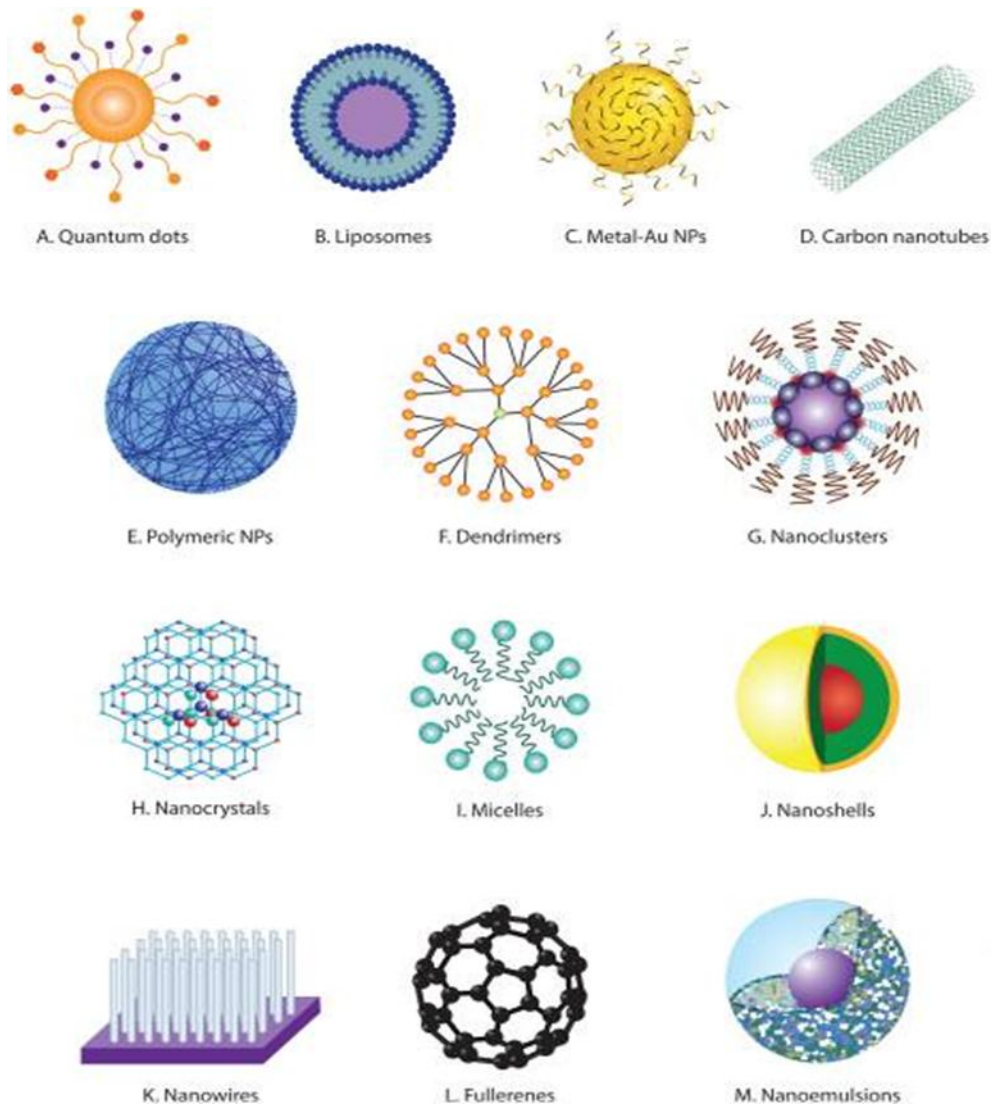 A. Quantum dots
B. Liposomes
C. Metal-Au NPs
D. Carbon nanotubes
E. Polymeric NPs
F. Dendrimers
G. Nanoclusters
H. Nanocrystals
I. Micelles
J. Nanoshells
K. Nanowires
L. Fullerenes
M. Nanoemulsions